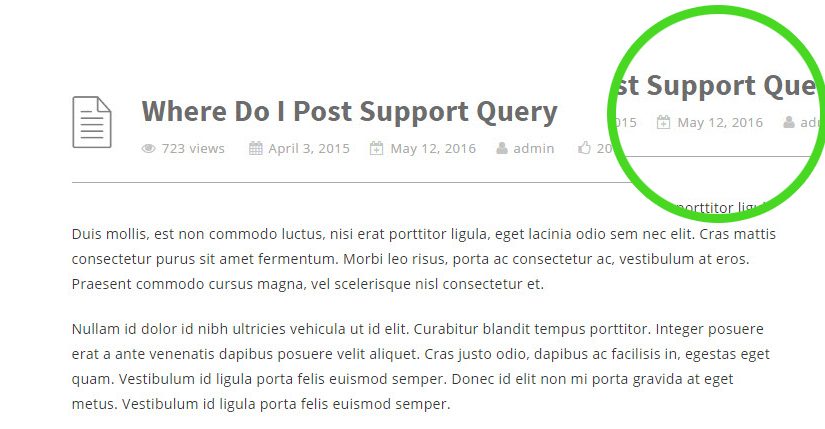 Where Do I Post Support Query
723 views April 3, 2015 May 12, 2016 admin 20
st Support Que
015 May 12, 2016 adm
porttitor ligu
Duis mollis, est non commodo luctus, nisi erat porttitor ligula, eget lacinia odio sem nec elit. Cras mattis
consectetur purus sit amet fermentum. Morbi leo risus, porta ac consectetur ac, vestibulum at eros.
Praesent commodo cursus magna, vel scelerisque nisl consectetur et.
Nullam id dolor id nibh ultricies vehicula ut id elit. Curabitur blandit tempus porttitor. Integer posuere
erat a ante venenatis dapibus posuere velit aliquet. Cras justo odio, dapibus ac facilisis in, egestas eget
quam. Vestibulum id ligula porta felis euismod semper. Donec id elit non mi porta gravida at eget
metus. Vestibulum id ligula porta felis euismod semper.